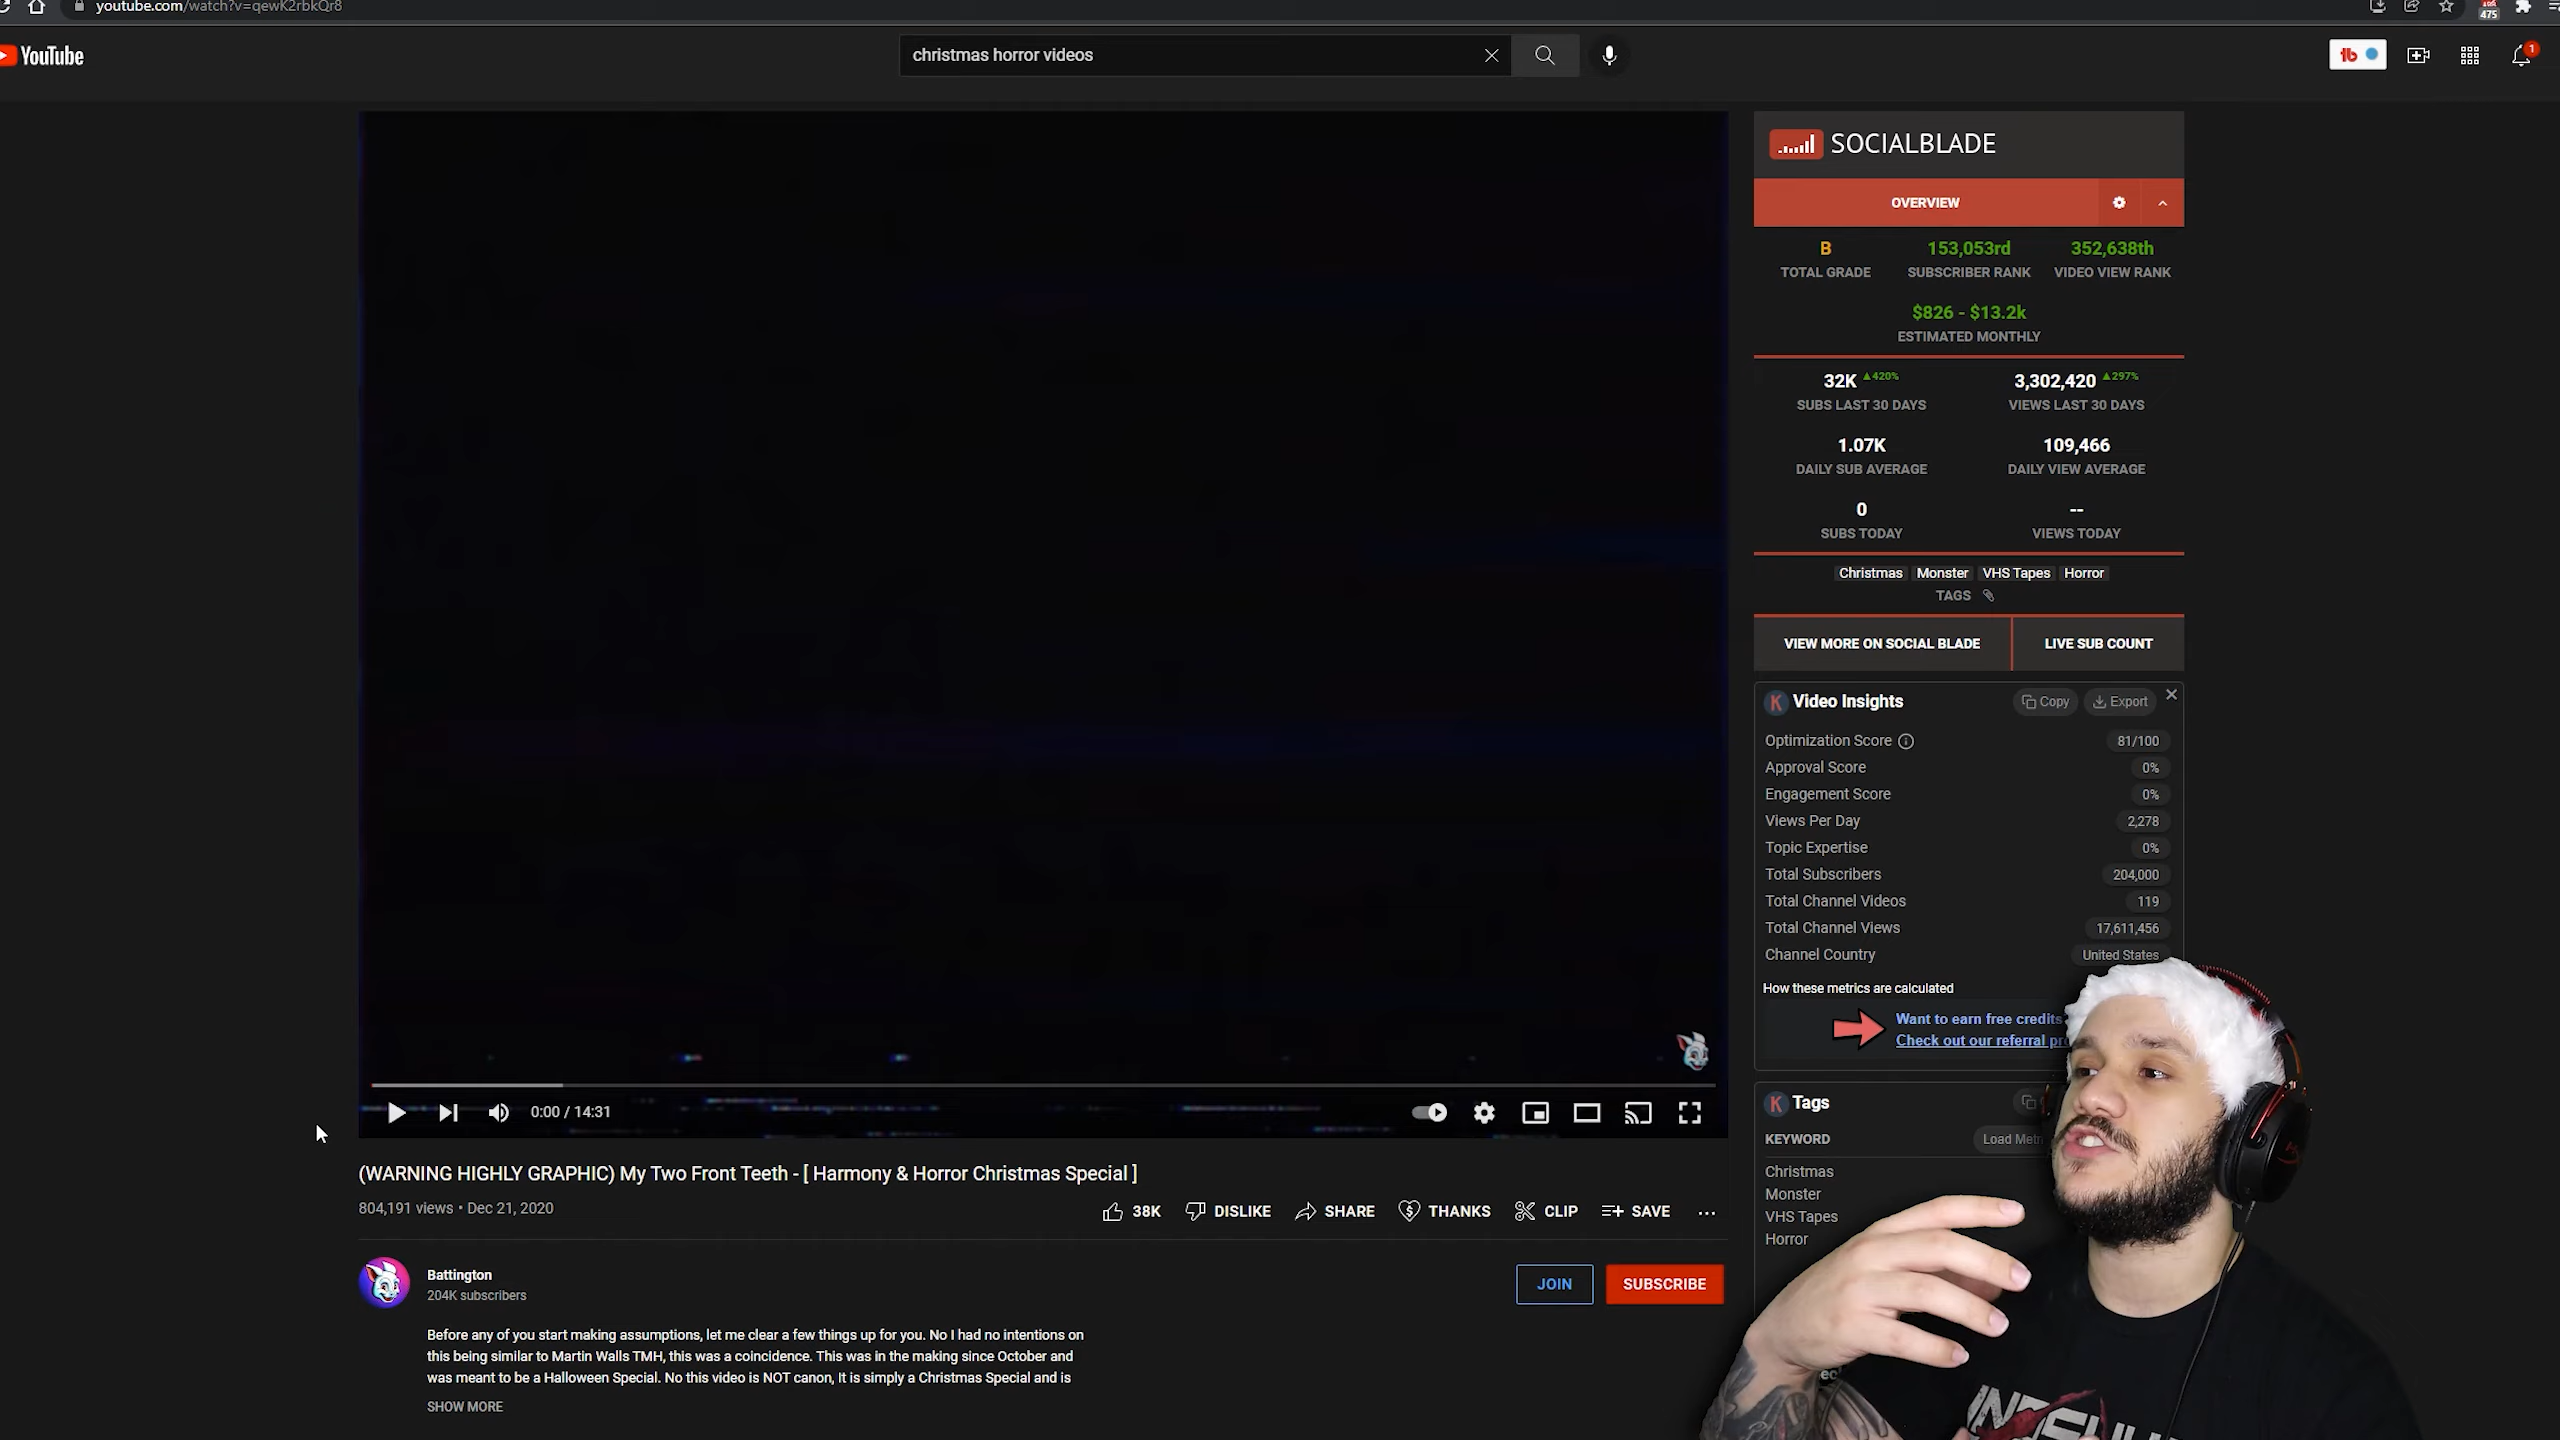 youtube.com/watch?v=qewK2rbkQr8
475
YouTube
christmas horror videos
1
SOCIALBLADE
OVERVIEW
B 153,053rd 352,638th
TOTAL GRADE SUBSCRIBER RANK VIDEO VIEW RANK
$826 - $13.2k
ESTIMATED MONTHLY
32K ▲420% 3,302,420 ▲297%
SUBS LAST 30 DAYS VIEWS LAST 30 DAYS
1.07K 109,466
DAILY SUB AVERAGE DAILY VIEW AVERAGE
0 --
SUBS TODAY VIEWS TODAY
Christmas Monster VHS Tapes Horror
TAGS
VIEW MORE ON SOCIAL BLADE LIVE SUB COUNT
Video Insights Copy Export
Optimization Score 81/100
Approval Score 0%
Engagement Score 0%
Views Per Day 2,278
Topic Expertise 0%
Total Subscribers 204,000
Total Channel Videos 119
Total Channel Views 17,611,456
Channel Country United States
How these metrics are calculated
Want to earn free credits
Check out our referral
Tags
KEYWORD Load
Christmas
Monster
VHS Tapes
Horror
0:00 / 14:31
(WARNING HIGHLY GRAPHIC) My Two Front Teeth - [ Harmony & Horror Christmas Special ]
804,191 views • Dec 21, 2020
38K DISLIKE SHARE THANKS CLIP SAVE
Battington
204K subscribers
JOIN SUBSCRIBE
Before any of you start making assumptions, let me clear a few things up for you. No I had no intentions on
this being similar to Martin Walls TMH, this was a coincidence. This was in the making since October and
was meant to be a Halloween Special. No this video is NOT canon, It is simply a Christmas Special and is
SHOW MORE